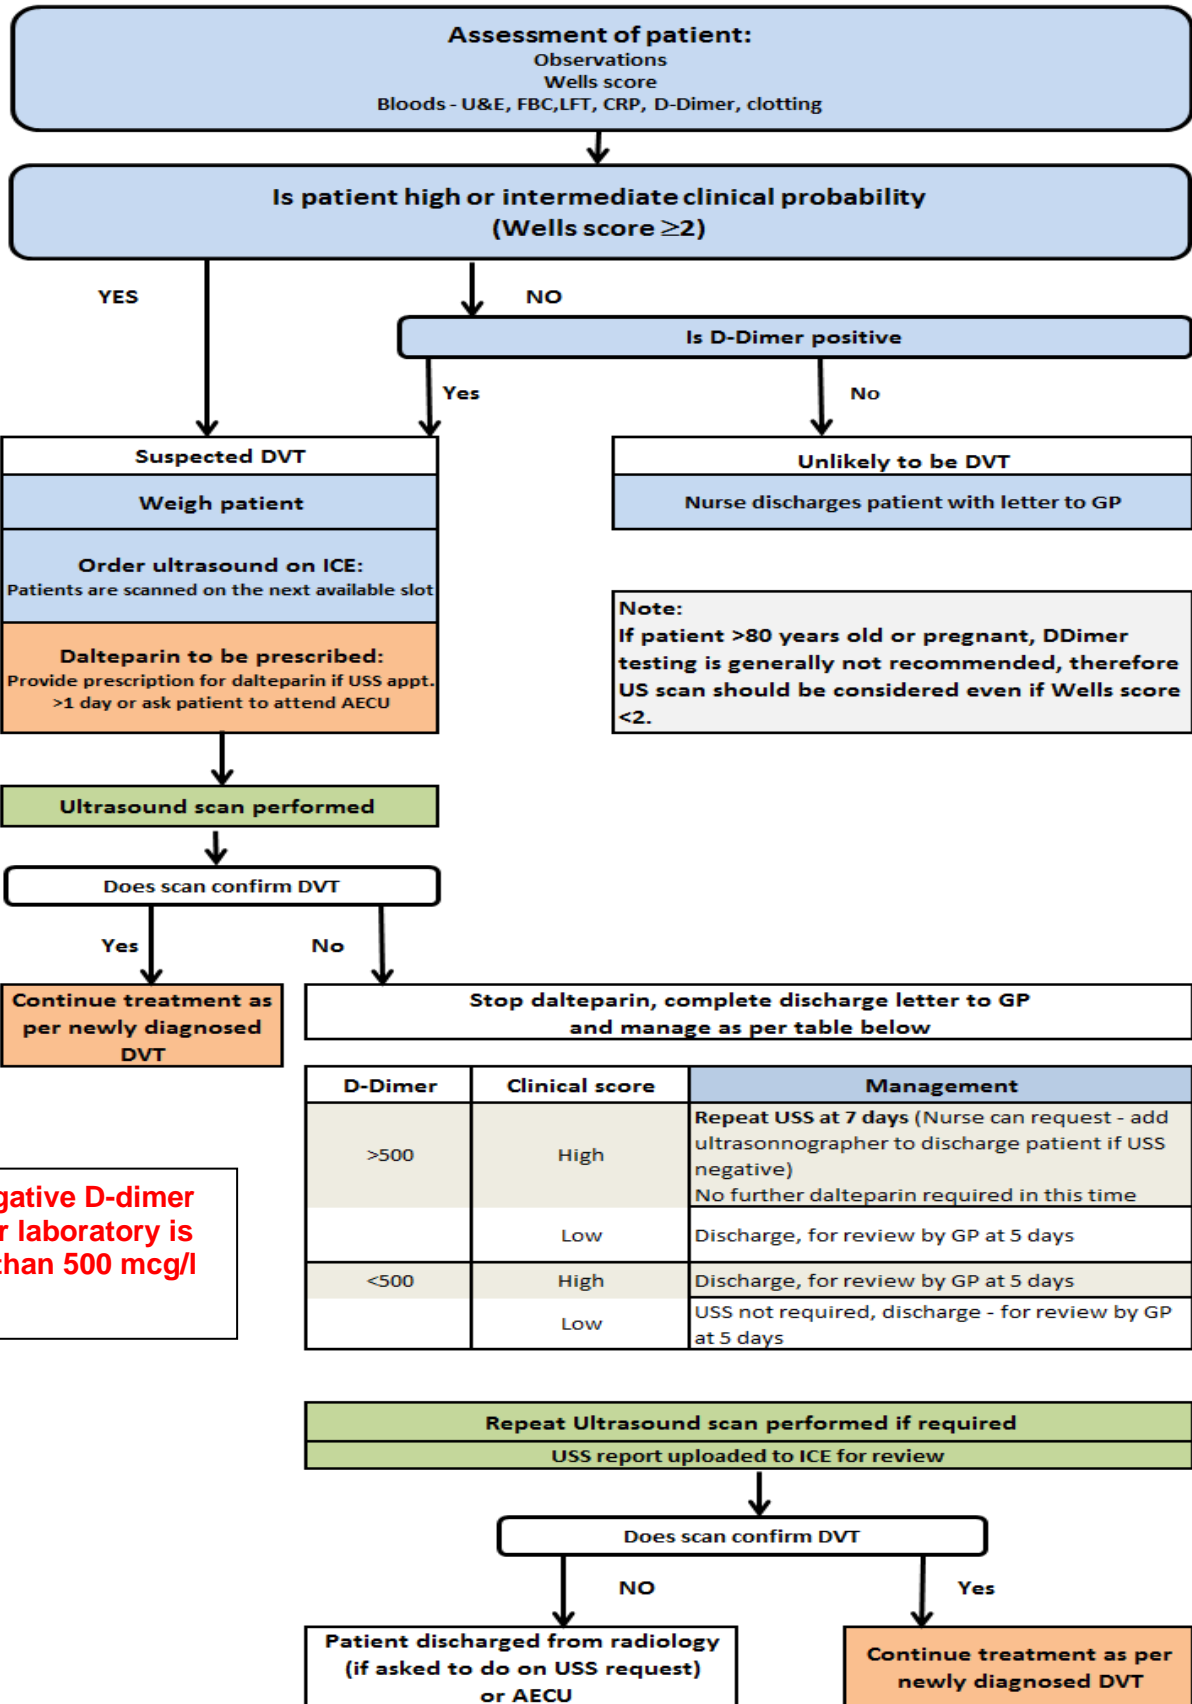 Assessment of patient:
Observations
Wells score
Bloods - U&E, FBC,LFT, CRP, D-Dimer, clotting
Is patient high or intermediate clinical probability
(Wells score ≥2)
YES
NO
Is D-Dimer positive
Yes
No
Suspected DVT
Weigh patient
Order ultrasound on ICE:
Patients are scanned on the next available slot
Dalteparin to be prescribed:
Provide prescription for dalteparin if USS appt.
>1 day or ask patient to attend AECU
Unlikely to be DVT
Nurse discharges patient with letter to GP
Note:
If patient >80 years old or pregnant, DDimer
testing is generally not recommended, therefore
US scan should be considered even if Wells score
<2.
Ultrasound scan performed
Does scan confirm DVT
Yes
No
Continue treatment as
per newly diagnosed
DVT
Stop dalteparin, complete discharge letter to GP
and manage as per table below
D-Dimer Clinical score Management
>500 High Repeat USS at 7 days (Nurse can request - add
ultrasonnographer to discharge patient if USS
negative)
No further dalteparin required in this time
Low Discharge, for review by GP at 5 days
<500 High Discharge, for review by GP at 5 days
Low USS not required, discharge - for review by GP
at 5 days
gative D-dimer
r laboratory is
than 500 mcg/l
Repeat Ultrasound scan performed if required
USS report uploaded to ICE for review
Does scan confirm DVT
NO
Yes
Patient discharged from radiology
(if asked to do on USS request)
or AECU
Continue treatment as per
newly diagnosed DVT